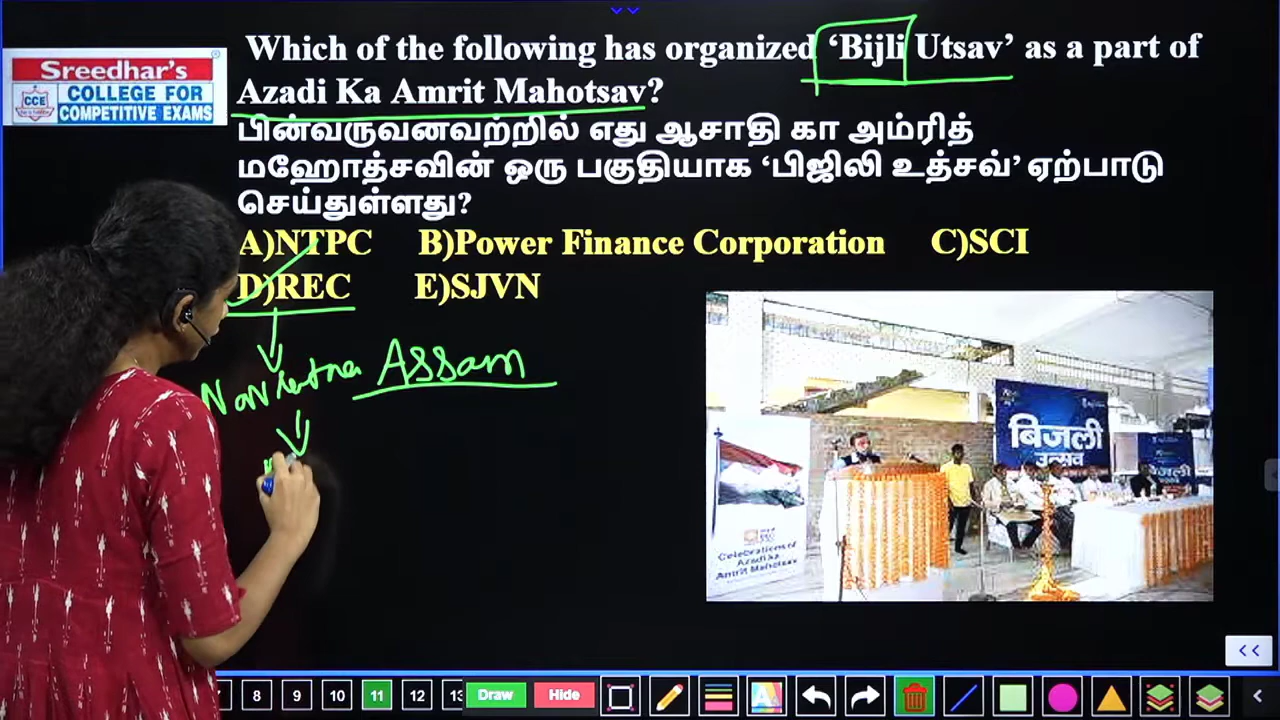 Which of the following has organized 'Bijli Utsav' as a part of
Azadi Ka Amrit Mahotsav?
பின்வருவனவற்றில் எது ஆசாதி கா அம்ரித்
மஹோத்சவின் ஒரு பகுதியாக 'பிஜிலி உத்சவ்' ஏற்பாடு
செய்துள்ளது?
Sreedhar's
CCE
COLLEGE FOR
COMPETITIVE EXAMS
A)NTPC B)Power Finance Corporation C)SCI
D)REC E)SJVN
Assam
बिजली
उत्सव
बिजली
Celebrations of
Azadi ka
Amrit Mahotsav
<<
8 9 10 11 12 Draw Hide